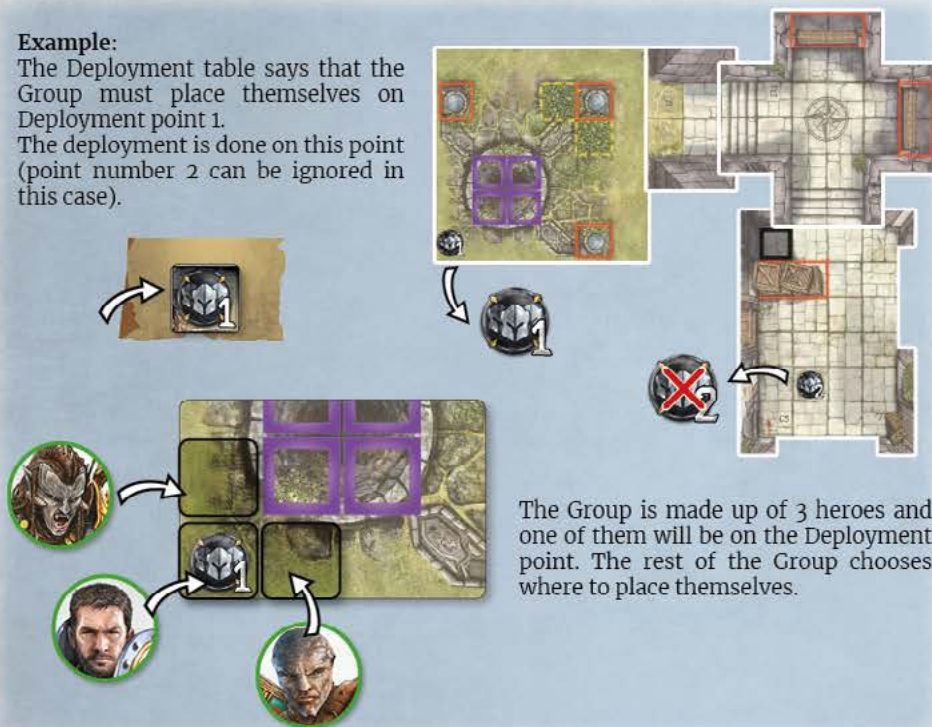 Example:
The Deployment table says that the
Group must place themselves on
Deployment point 1.
The deployment is done on this point
(point number 2 can be ignored in
this case).
1
1
1
2
2
1
The Group is made up of 3 heroes and
one of them will be on the Deployment
point. The rest of the Group chooses
where to place themselves.